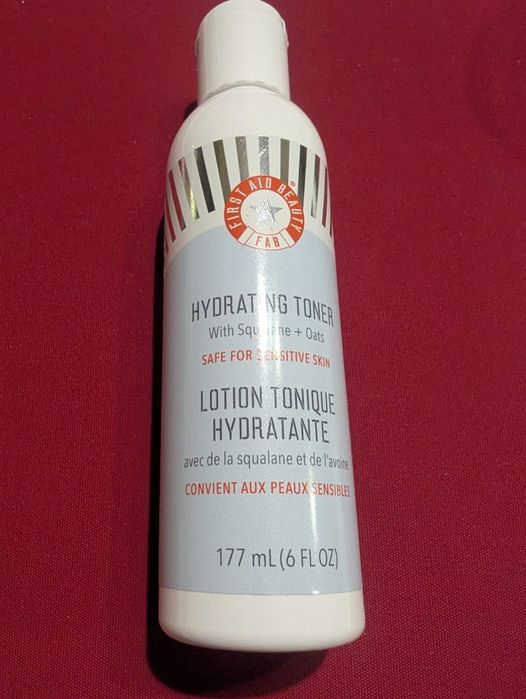 FIRST AID BEAUTY®
FAB
HYDRATING TONER
With Squalane + Oats
SAFE FOR SENSITIVE SKIN
LOTION TONIQUE
HYDRATANTE
avec de la squalane et de l'avoine
CONVIENT AUX PEAUX SENSIBLES
177 mL (6 FL OZ)